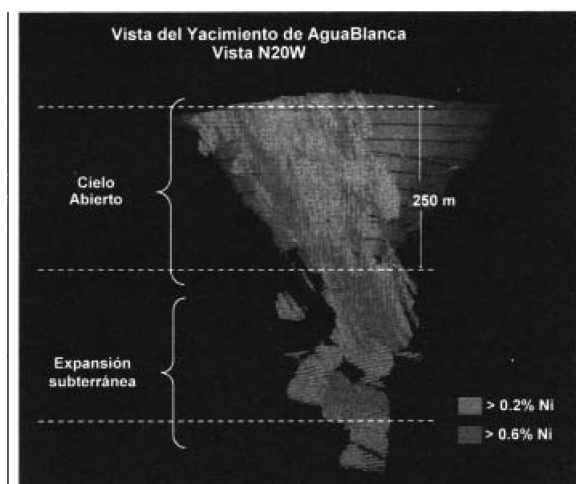 Vista del Yacimiento de AguaBlanca
Vista N20W
Cielo
Abierto
250 m
Expansión
subterránea
> 0.2% Ni
> 0.6% Ni